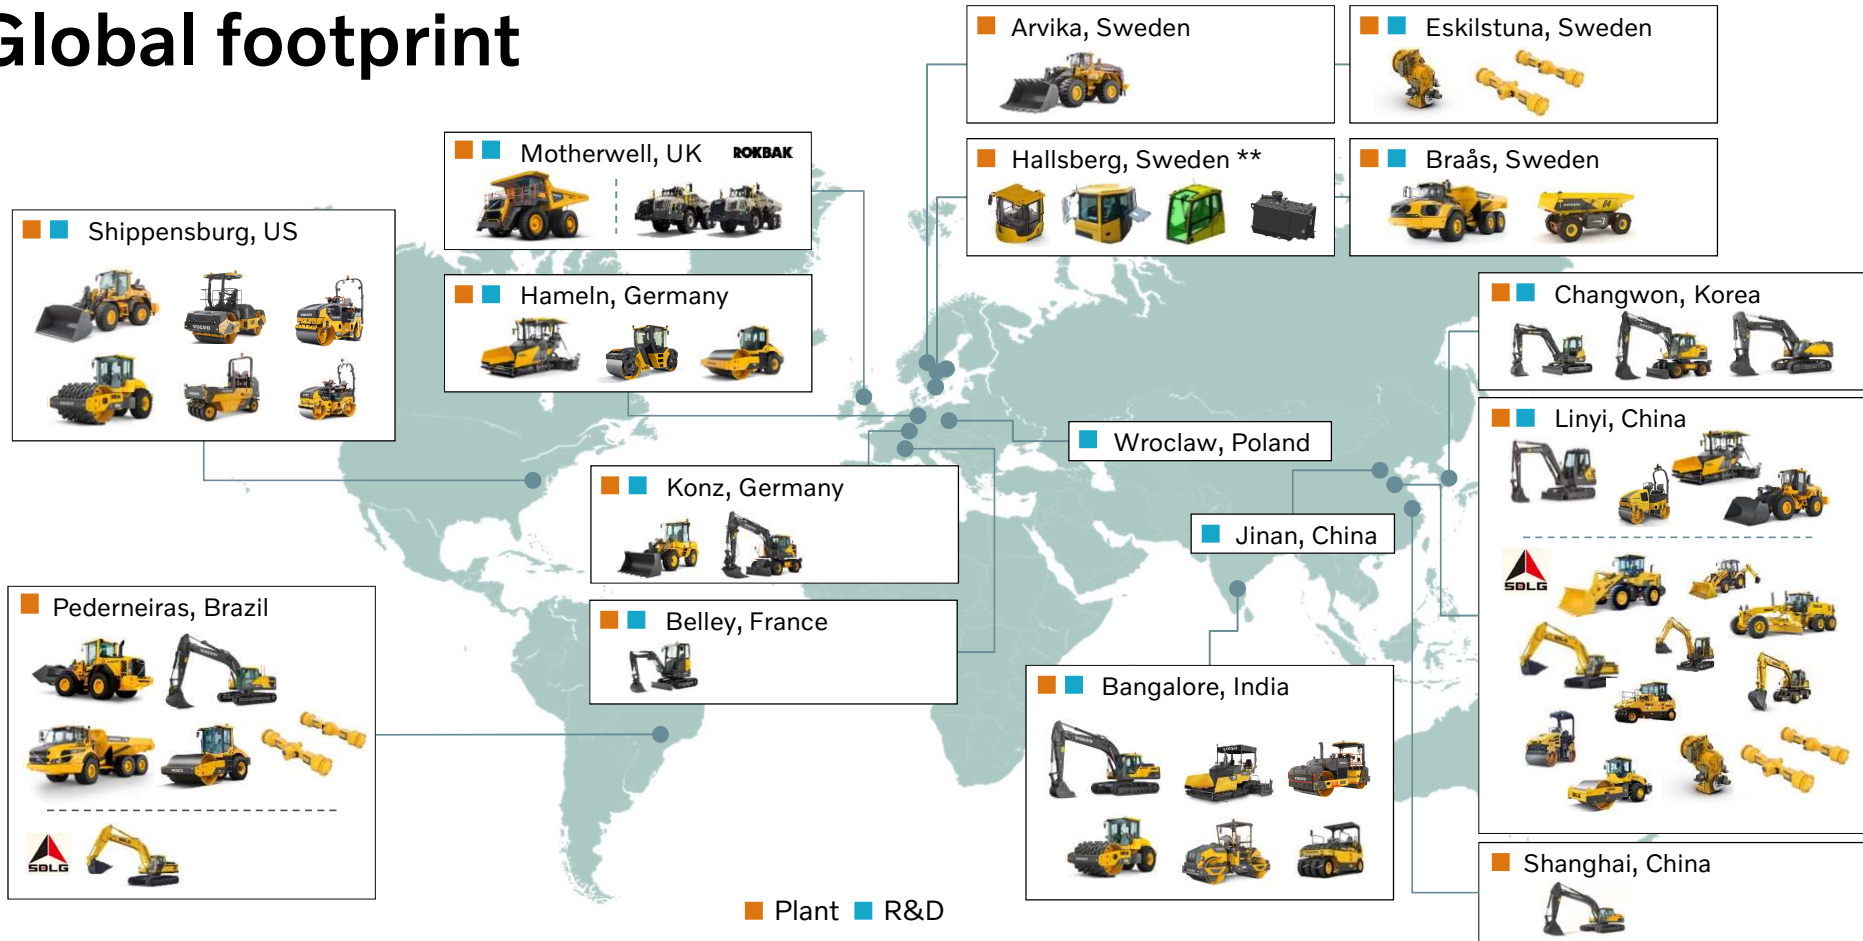 Global footprint
Arvika, Sweden
Eskilstuna, Sweden
Motherwell, UK
ROKBAK
Hallsberg, Sweden **
Braås, Sweden
Shippensburg, US
Hameln, Germany
Changwon, Korea
Linyi, China
Wroclaw, Poland
Konz, Germany
Jinan, China
SDLG
Pederneiras, Brazil
Belley, France
Bangalore, India
SDLG
Shanghai, China
Plant
R&D